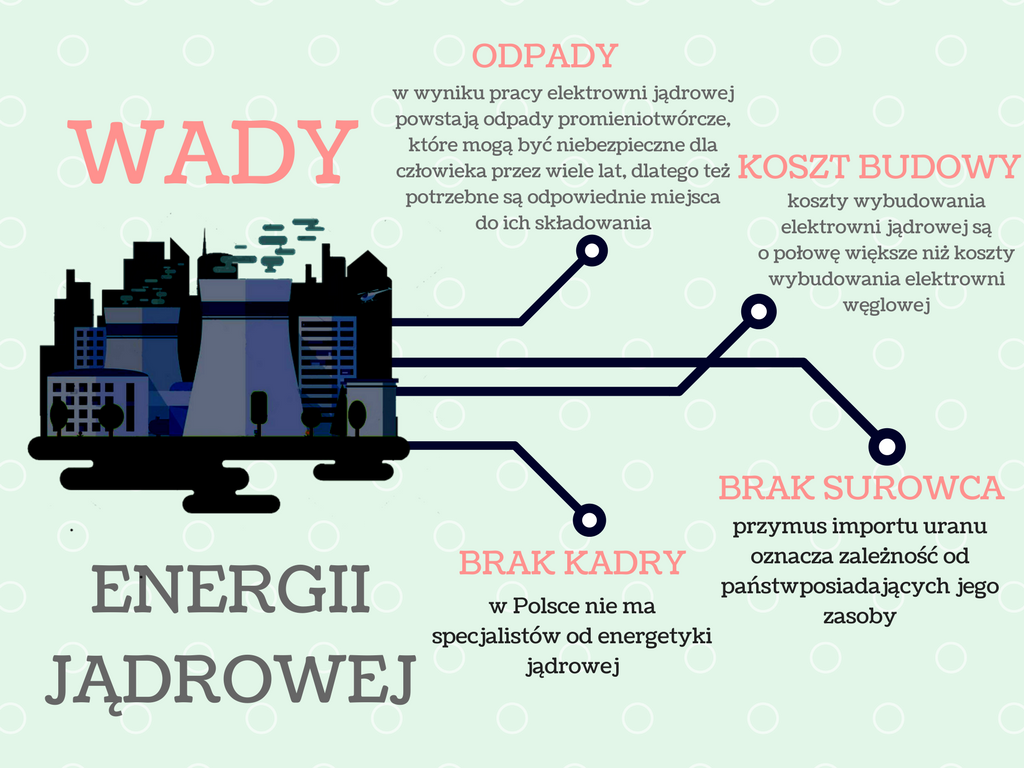 WADY
ENERGII
JĄDROWEJ
ODPADY
w wyniku pracy elektrowni jądrowej
powstają odpady promieniotwórcze,
które mogą być niebezpieczne dla
człowieka przez wiele lat, dlatego też
potrzebne są odpowiednie miejsca
do ich składowania
KOSZT BUDOWY
koszty wybudowania
elektrowni jądrowej są
o połowę większe niż koszty
wybudowania elektrowni
węglowej
BRAK SUROWCA
przymus importu uranu
oznacza zależność od
państwposiadających jego
zasoby
BRAK KADRY
w Polsce nie ma
specjalistów od energetyki
jądrowej